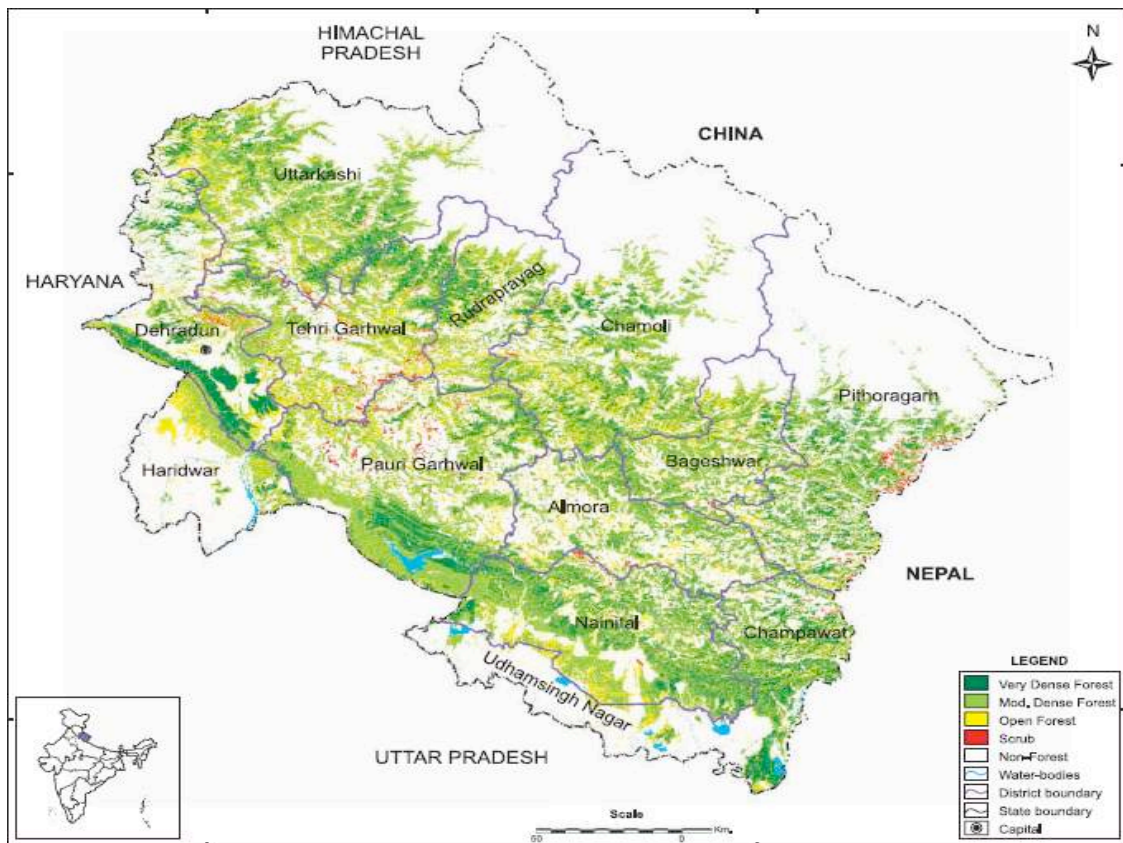 HIMACHAL
PRADESH
N
CHINA
Uttarkashi
HARYANA
Dehradun
Tehri Garhwal
Rudraprayag
Chamoli
Pithoragarh
Haridwar
Pauri Garhwal
Bageshwar
Almora
NEPAL
Nainital
Champawat
Udhamsingh Nagar
UTTAR PRADESH
LEGEND
Very Dense Forest
Mod. Dense Forest
Open Forest
Scrub
Non-Forest
Water-bodies
District boundary
State boundary
Capital
Scale
50 0 Km.